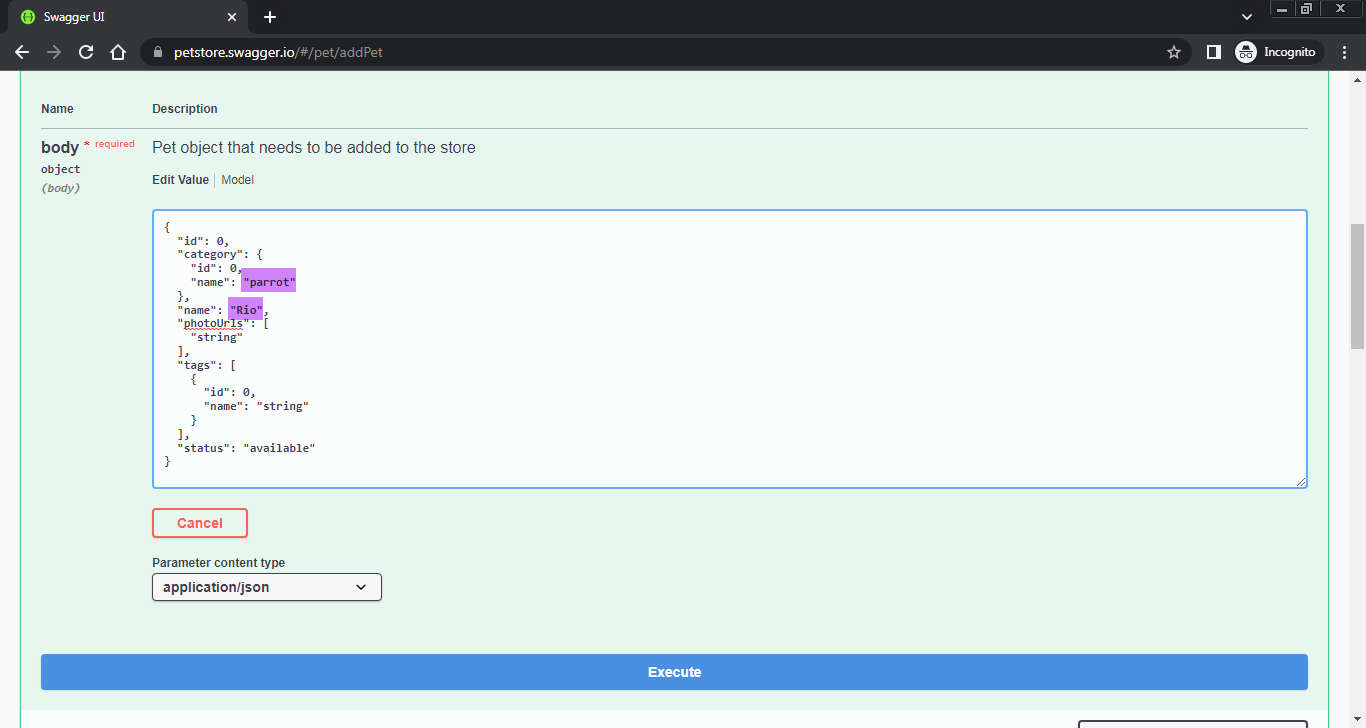 Swagger UI
petstore.swagger.io/#/pet/addPet
Incognito
Name Description
body * required Pet object that needs to be added to the store
object
(body)
Edit Value Model
{
  "id": 0,
  "category": {
    "id": 0,
    "name": "parrot"
  },
  "name": "Rio",
  "photoUrls": [
    "string"
  ],
  "tags": [
    {
      "id": 0,
      "name": "string"
    }
  ],
  "status": "available"
}
Cancel
Parameter content type
application/json
Execute